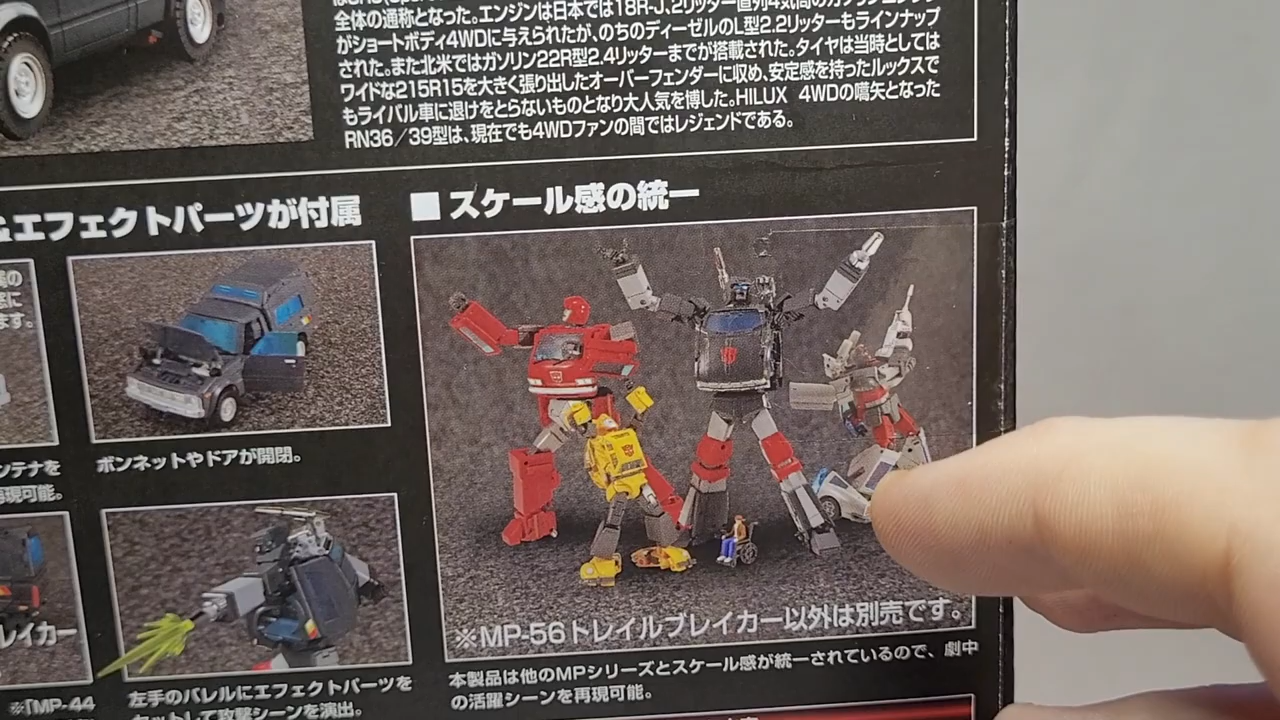 全体の通称となった。エンジンは日本では18R-J、2リッター直列4気筒のガソリンエンジン
がショートボディ4WDに与えられたが、のちのディーゼルのL型2.2リッターもラインナップ
された。また北米ではガソリン22R型2.4リッターまでが搭載された。タイヤは当時としては
ワイドな215R15を大きく張り出したオーバーフェンダーに収め、安定感を持ったルックスで
もライバル車に退けをとらないものとなり大人気を博した。HILUX 4WDの嚆矢となった
RN36／39型は、現在でも4WDファンの間ではレジェンドである。
エフェクトパーツが付属
■ スケール感の統一
ます。
ボンネットやドアが開閉。
ンテナを
再現可能。
レイカー
※「MP-44
左手のバレルにエフェクトパーツを
セットして攻撃シーンを演出。
※MP-56トレイルブレイカー以外は別売です。
本製品は他のMPシリーズとスケール感が統一されているので、劇中
の活躍シーンを再現可能。